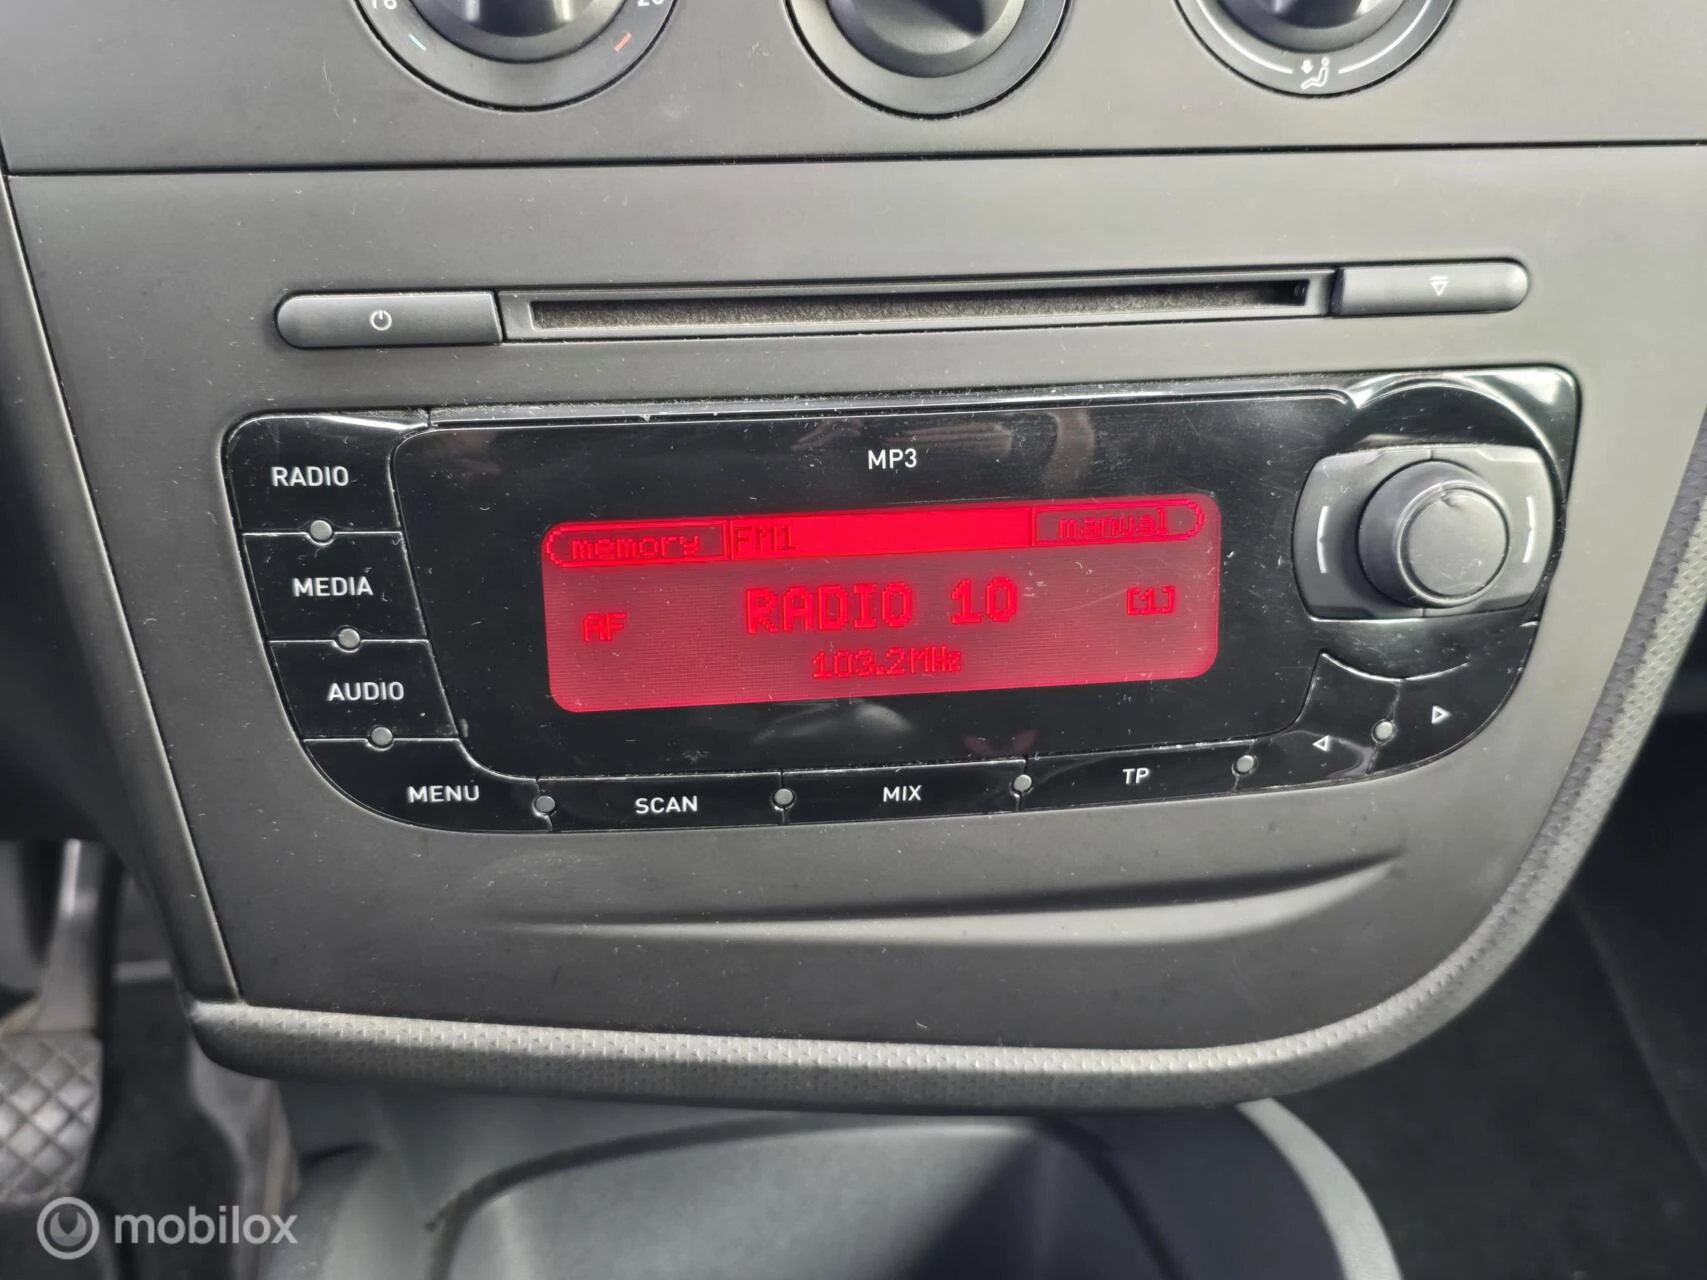 MP3
RADIO
memory FM1 manual
MEDIA
AF RADIO 10 [1]
103.2MHz
AUDIO
MENU SCAN MIX TP
mobilox